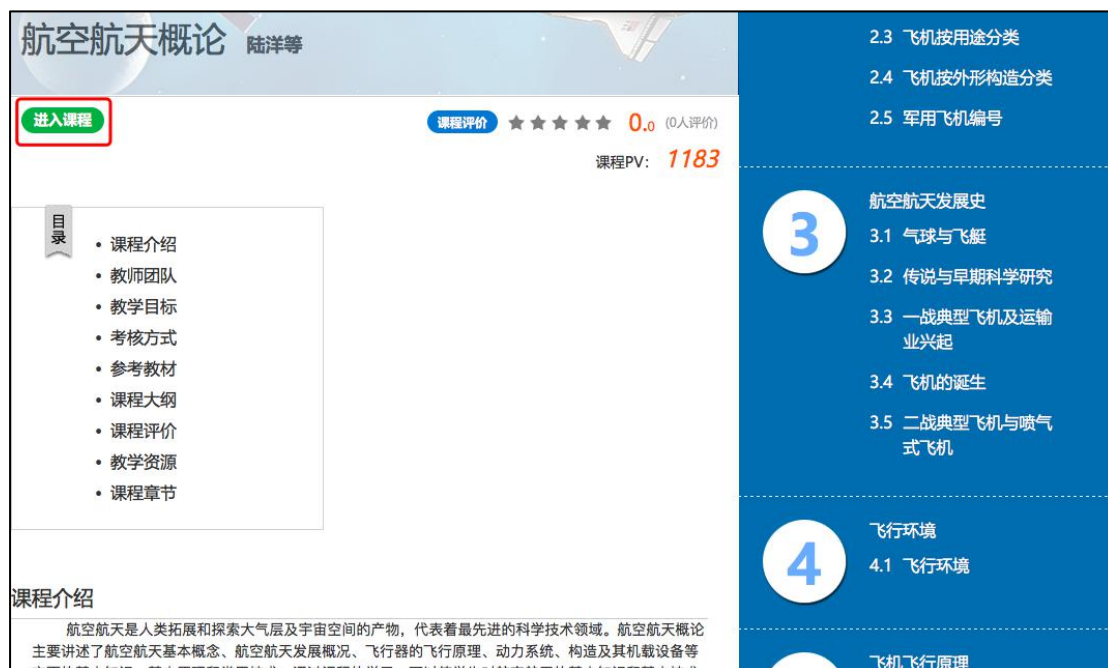 航空航天概论 陆洋等
进入课程
课程评价 0.0 (0人评价)
课程PV: 1183
目录
• 课程介绍
• 教师团队
• 教学目标
• 考核方式
• 参考教材
• 课程大纲
• 课程评价
• 教学资源
• 课程章节
课程介绍
航空航天是人类拓展和探索大气层及宇宙空间的产物，代表着最先进的科学技术领域。航空航天概论
主要讲述了航空航天基本概念、航空航天发展概况、飞行器的飞行原理、动力系统、构造及其机载设备等
2.3 飞机按用途分类
2.4 飞机按外形构造分类
2.5 军用飞机编号
3
航空航天发展史
3.1 气球与飞艇
3.2 传说与早期科学研究
3.3 一战典型飞机及运输
业兴起
3.4 飞机的诞生
3.5 二战典型飞机与喷气
式飞机
4
飞行环境
4.1 飞行环境
飞机飞行原理